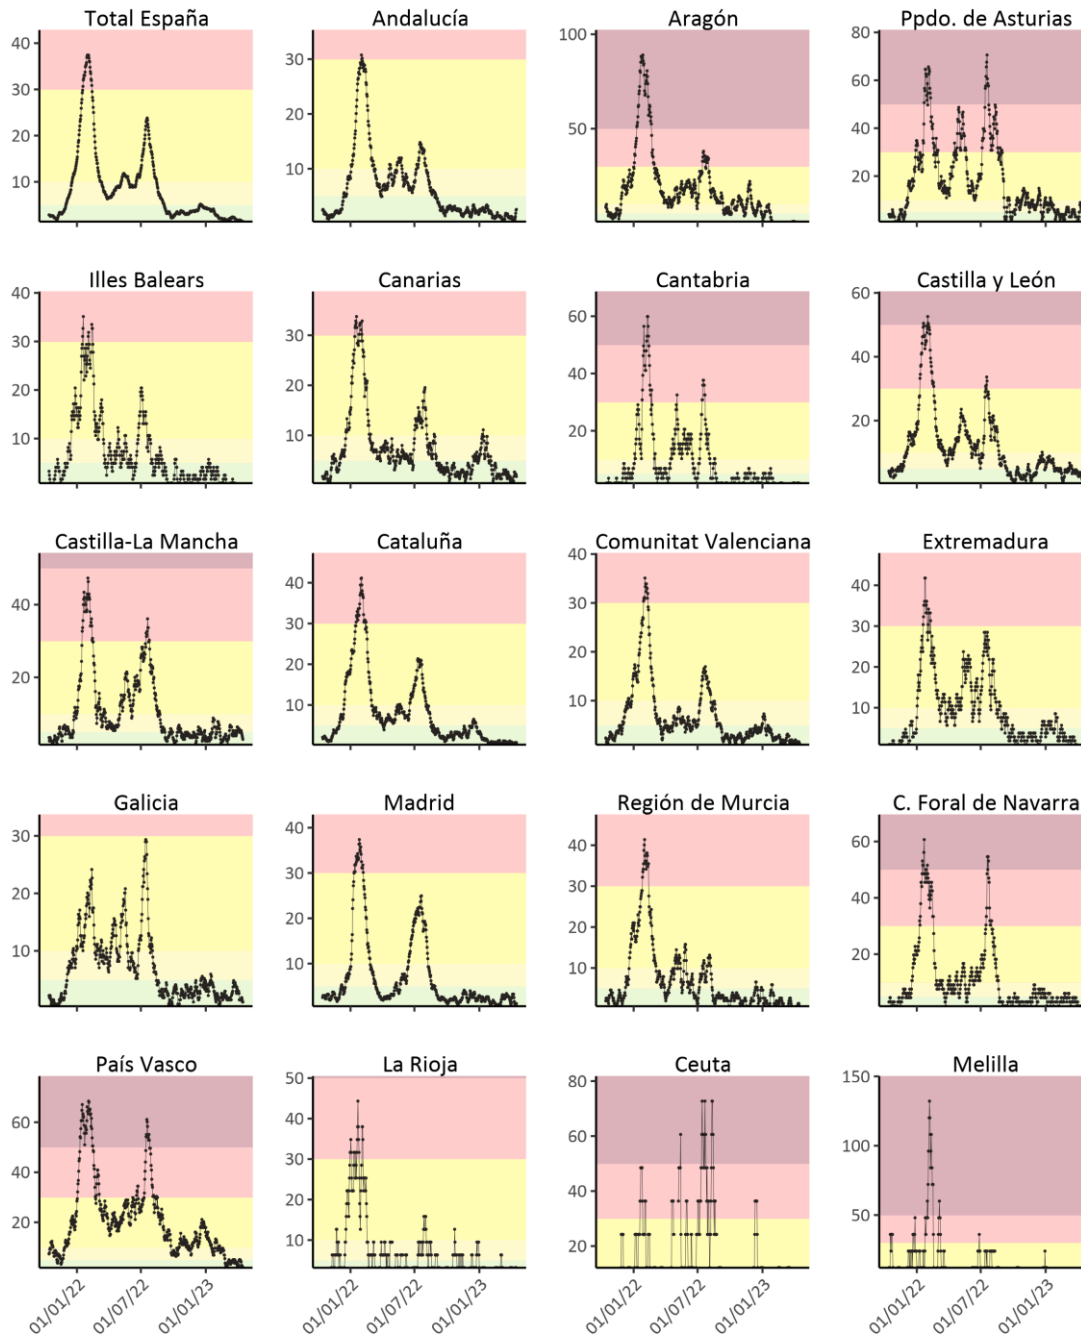 Total España Andalucía Aragón Ppdo. de Asturias
40 30 20 10
30 20 10
100 50
80 60 40 20
Illes Balears Canarias Cantabria Castilla y León
40 30 20 10
30 20 10
60 40 20
60 40 20
Castilla-La Mancha Cataluña Comunitat Valenciana Extremadura
40 20
40 30 20 10
40 30 20 10
40 30 20 10
Galicia Madrid Región de Murcia C. Foral de Navarra
30 20 10
40 30 20 10
40 30 20 10
60 40 20
País Vasco La Rioja Ceuta Melilla
60 40 20
50 40 30 20 10
80 60 40 20
150 100 50
01/01/22 01/07/22 01/01/23 01/01/22 01/07/22 01/01/23 01/01/22 01/07/22 01/01/23 01/01/22 01/07/22 01/01/23